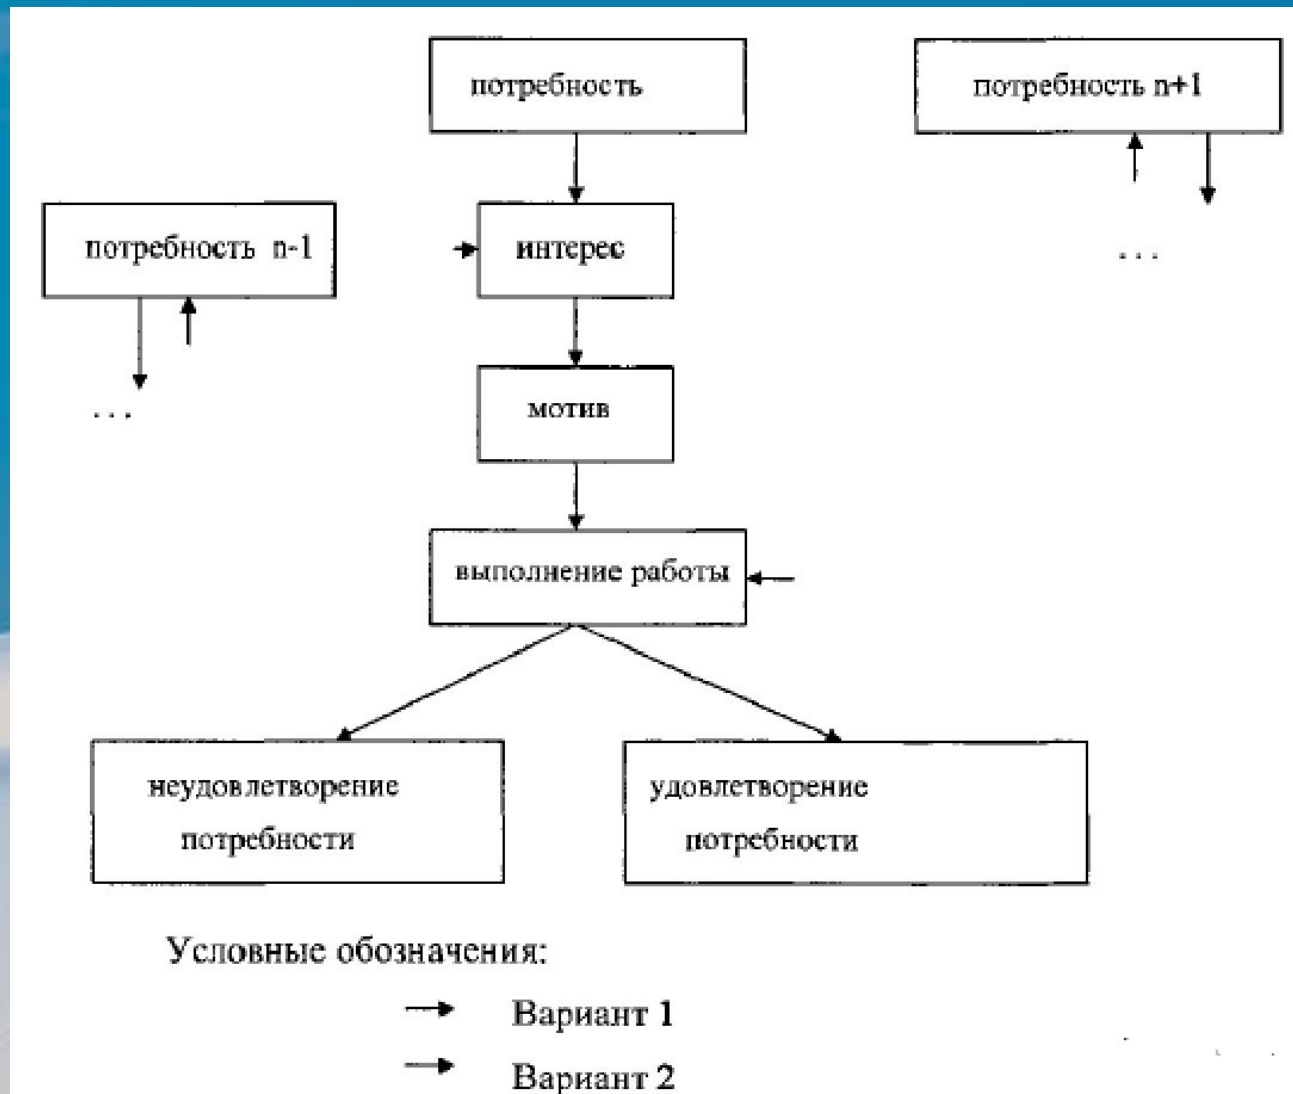 потребность
потребность n+1
потребность n-1
интерес
. . .
мотив
. . .
выполнение работы
неудовлетворение
потребности
удовлетворение
потребности
Условные обозначения:
Вариант 1
Вариант 2